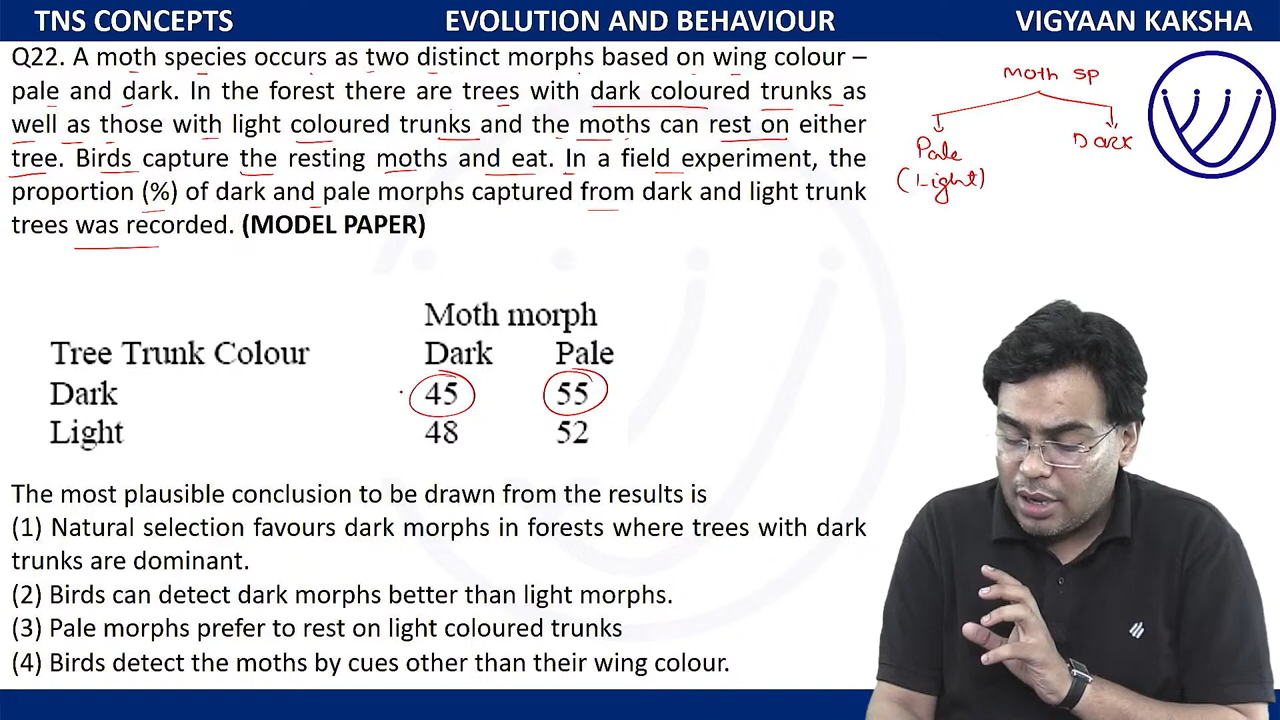 TNS CONCEPTS EVOLUTION AND BEHAVIOUR VIGYAAN KAKSHA
Q22. A moth species occurs as two distinct morphs based on wing colour –
pale and dark. In the forest there are trees with dark coloured trunks as
well as those with light coloured trunks and the moths can rest on either
tree. Birds capture the resting moths and eat. In a field experiment, the
proportion (%) of dark and pale morphs captured from dark and light trunk
trees was recorded. (MODEL PAPER)
Moth sp
Pale Dark
(Light)
Moth morph
Tree Trunk Colour Dark Pale
Dark 45 55
Light 48 52
The most plausible conclusion to be drawn from the results is
(1) Natural selection favours dark morphs in forests where trees with dark
trunks are dominant.
(2) Birds can detect dark morphs better than light morphs.
(3) Pale morphs prefer to rest on light coloured trunks
(4) Birds detect the moths by cues other than their wing colour.